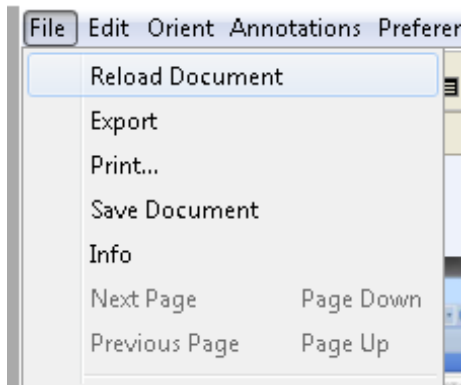 File Edit Orient Annotations Prefere
Reload Document
Export
Print...
Save Document
Info
Next Page Page Down
Previous Page Page Up